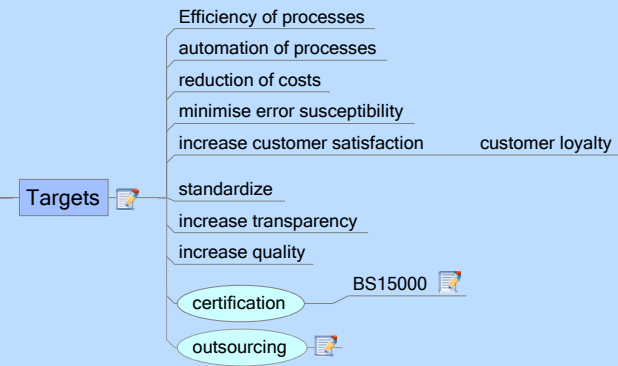 Efficiency of processes
automation of processes
reduction of costs
minimise error susceptibility
increase customer satisfaction customer loyalty
Targets
standardize
increase transparency
increase quality
BS15000
certification
outsourcing